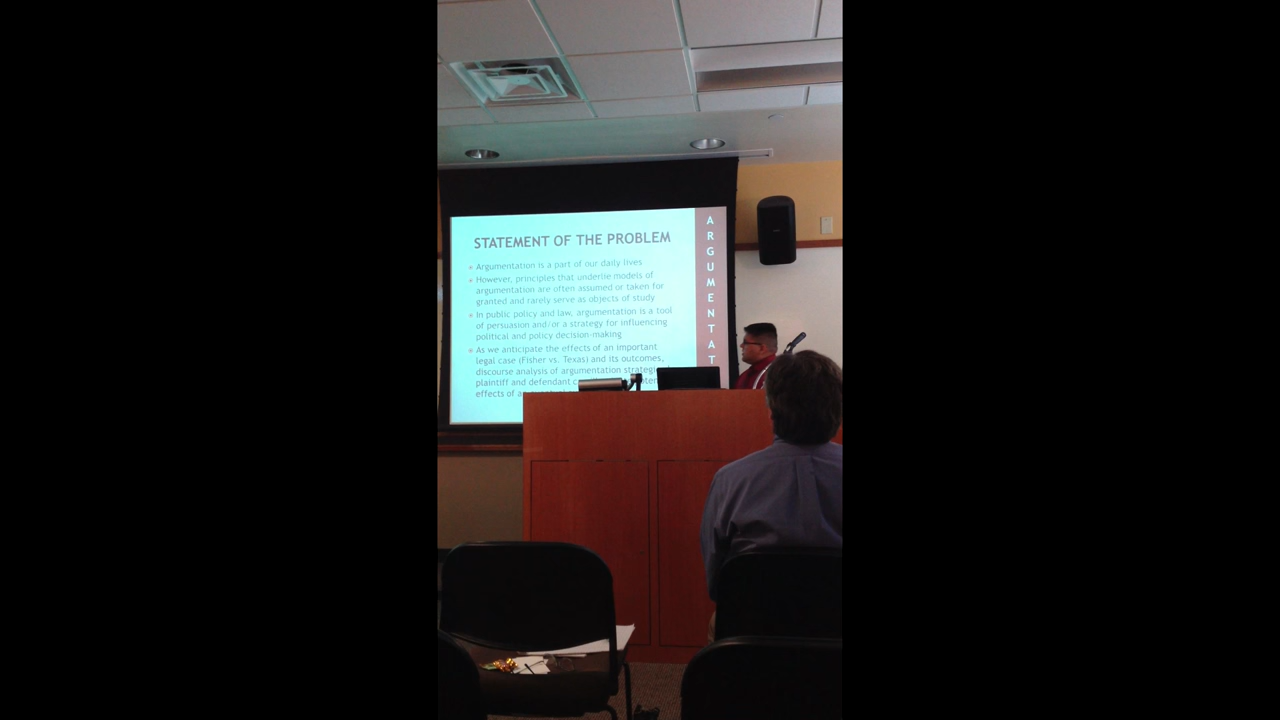 STATEMENT OF THE PROBLEM
Argumentation is a part of our daily lives
However, principles that underlie models of
argumentation are often assumed or taken for
granted and rarely serve as objects of study
In public policy and law, argumentation is a tool
of persuasion and/or a strategy for influencing
political and policy decision-making
As we anticipate the effects of an important
legal case (Fisher vs. Texas) and its outcomes,
discourse analysis of argumentation
plaintiff and defendant
effects of
ARGUMENTAT